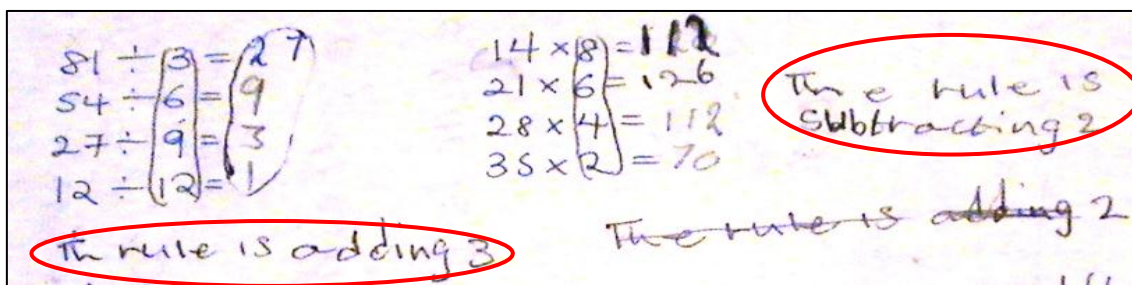 81 ÷ 3 = 27
54 ÷ 6 = 9
27 ÷ 9 = 3
12 ÷ 12 = 1
Th rule is adding 3
14 × 8 = 112
21 × 6 = 126
28 × 4 = 112
35 × 2 = 70
The rule is
subtracting 2
The rule is adding 2